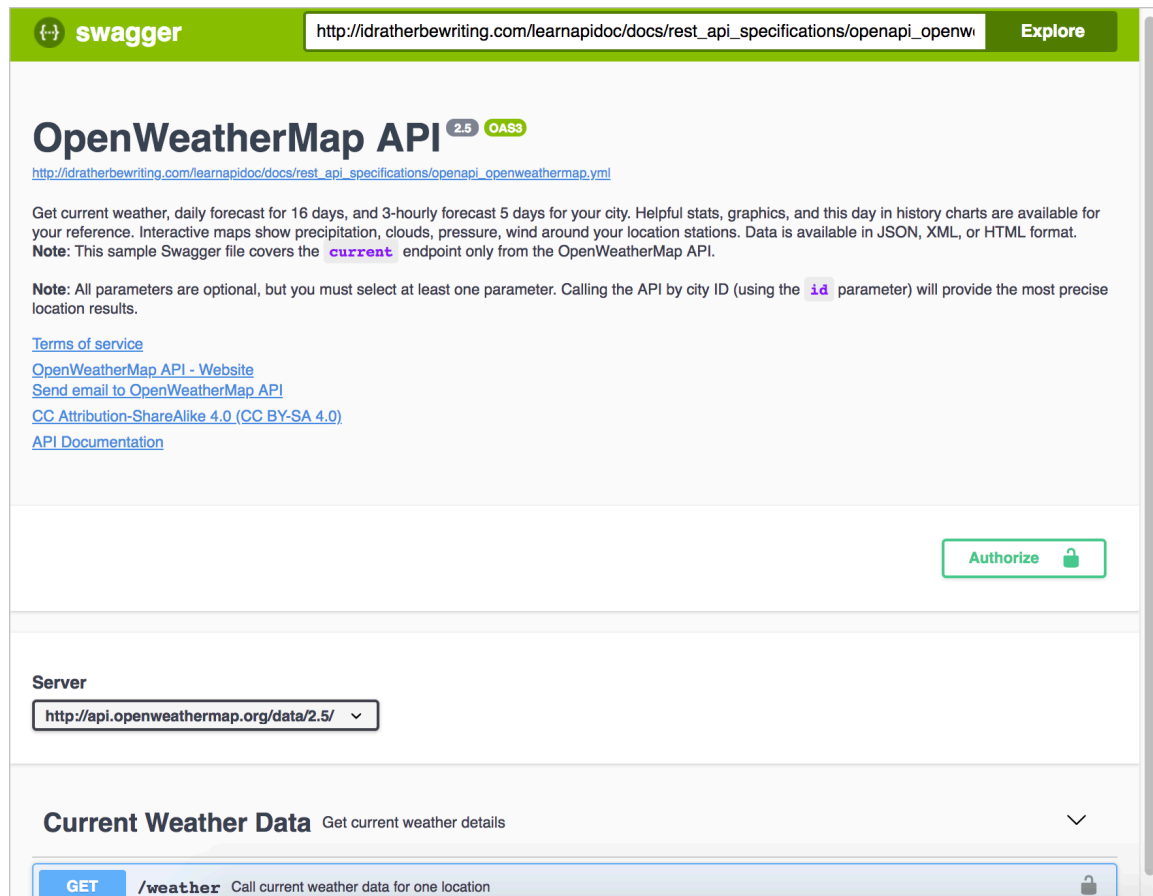 swagger
http://idratherbewriting.com/learnapidoc/docs/rest_api_specifications/openapi_openw
Explore
OpenWeatherMap API 2.5 OAS3
http://idratherbewriting.com/learnapidoc/docs/rest_api_specifications/openapi_openweathermap.yml
Get current weather, daily forecast for 16 days, and 3-hourly forecast 5 days for your city. Helpful stats, graphics, and this day in history charts are available for
your reference. Interactive maps show precipitation, clouds, pressure, wind around your location stations. Data is available in JSON, XML, or HTML format.
Note: This sample Swagger file covers the current endpoint only from the OpenWeatherMap API.
Note: All parameters are optional, but you must select at least one parameter. Calling the API by city ID (using the id parameter) will provide the most precise
location results.
Terms of service
OpenWeatherMap API - Website
Send email to OpenWeatherMap API
CC Attribution-ShareAlike 4.0 (CC BY-SA 4.0)
API Documentation
Authorize
Server
http://api.openweathermap.org/data/2.5/
Current Weather Data Get current weather details
GET /weather Call current weather data for one location